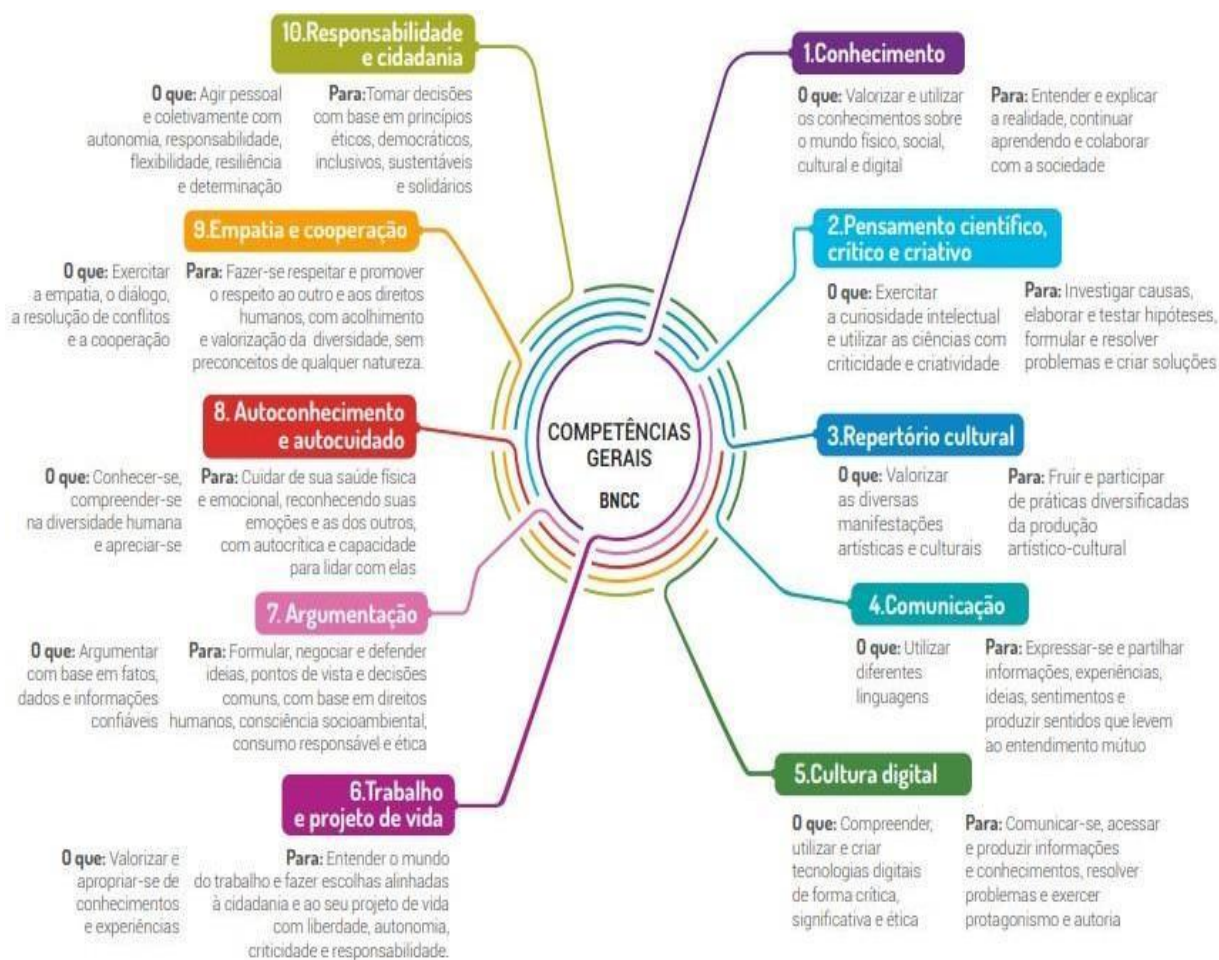 1.Conhecimento
O que: Valorizar e utilizar
os conhecimentos sobre
o mundo físico, social,
cultural e digital
Para: Entender e explicar
a realidade, continuar
aprendendo e colaborar
com a sociedade
2.Pensamento científico,
crítico e criativo
O que: Exercitar
a curiosidade intelectual
e utilizar as ciências com
criticidade e criatividade
Para: Investigar causas,
elaborar e testar hipóteses,
formular e resolver
problemas e criar soluções
3.Repertório cultural
O que: Valorizar
as diversas
manifestações
artísticas e culturais
Para: Fruir e participar
de práticas diversificadas
da produção
artístico-cultural
4.Comunicação
O que: Utilizar
diferentes
linguagens
Para: Expressar-se e partilhar
informações, experiências,
ideias, sentimentos e
produzir sentidos que levem
ao entendimento mútuo
5.Cultura digital
O que: Compreender,
utilizar e criar
tecnologias digitais
de forma crítica,
significativa e ética
Para: Comunicar-se, acessar
e produzir informações
e conhecimentos, resolver
problemas e exercer
protagonismo e autoria
6.Trabalho
e projeto de vida
O que: Valorizar e
apropriar-se de
conhecimentos
e experiências
Para: Entender o mundo
do trabalho e fazer escolhas alinhadas
à cidadania e ao seu projeto de vida
com liberdade, autonomia,
criticidade e responsabilidade.
7. Argumentação
O que: Argumentar
com base em fatos,
dados e informações
confiáveis
Para: Formular, negociar e defender
ideias, pontos de vista e decisões
comuns, com base em direitos
humanos, consciência socioambiental,
consumo responsável e ética
8. Autoconhecimento
e autocuidado
O que: Conhecer-se,
compreender-se
na diversidade humana
e apreciar-se
Para: Cuidar de sua saúde física
e emocional, reconhecendo suas
emoções e as dos outros,
com autocrítica e capacidade
para lidar com elas
9.Empatia e cooperação
O que: Exercitar
a empatia, o diálogo,
a resolução de conflitos
e a cooperação
Para: Fazer-se respeitar e promover
o respeito ao outro e aos direitos
humanos, com acolhimento
e valorização da diversidade, sem
preconceitos de qualquer natureza.
10.Responsabilidade
e cidadania
O que: Agir pessoal
e coletivamente com
autonomia, responsabilidade,
flexibilidade, resiliência
e determinação
Para:Tomar decisões
com base em princípios
éticos, democráticos,
inclusivos, sustentáveis
e solidários
COMPETÊNCIAS
GERAIS
BNCC